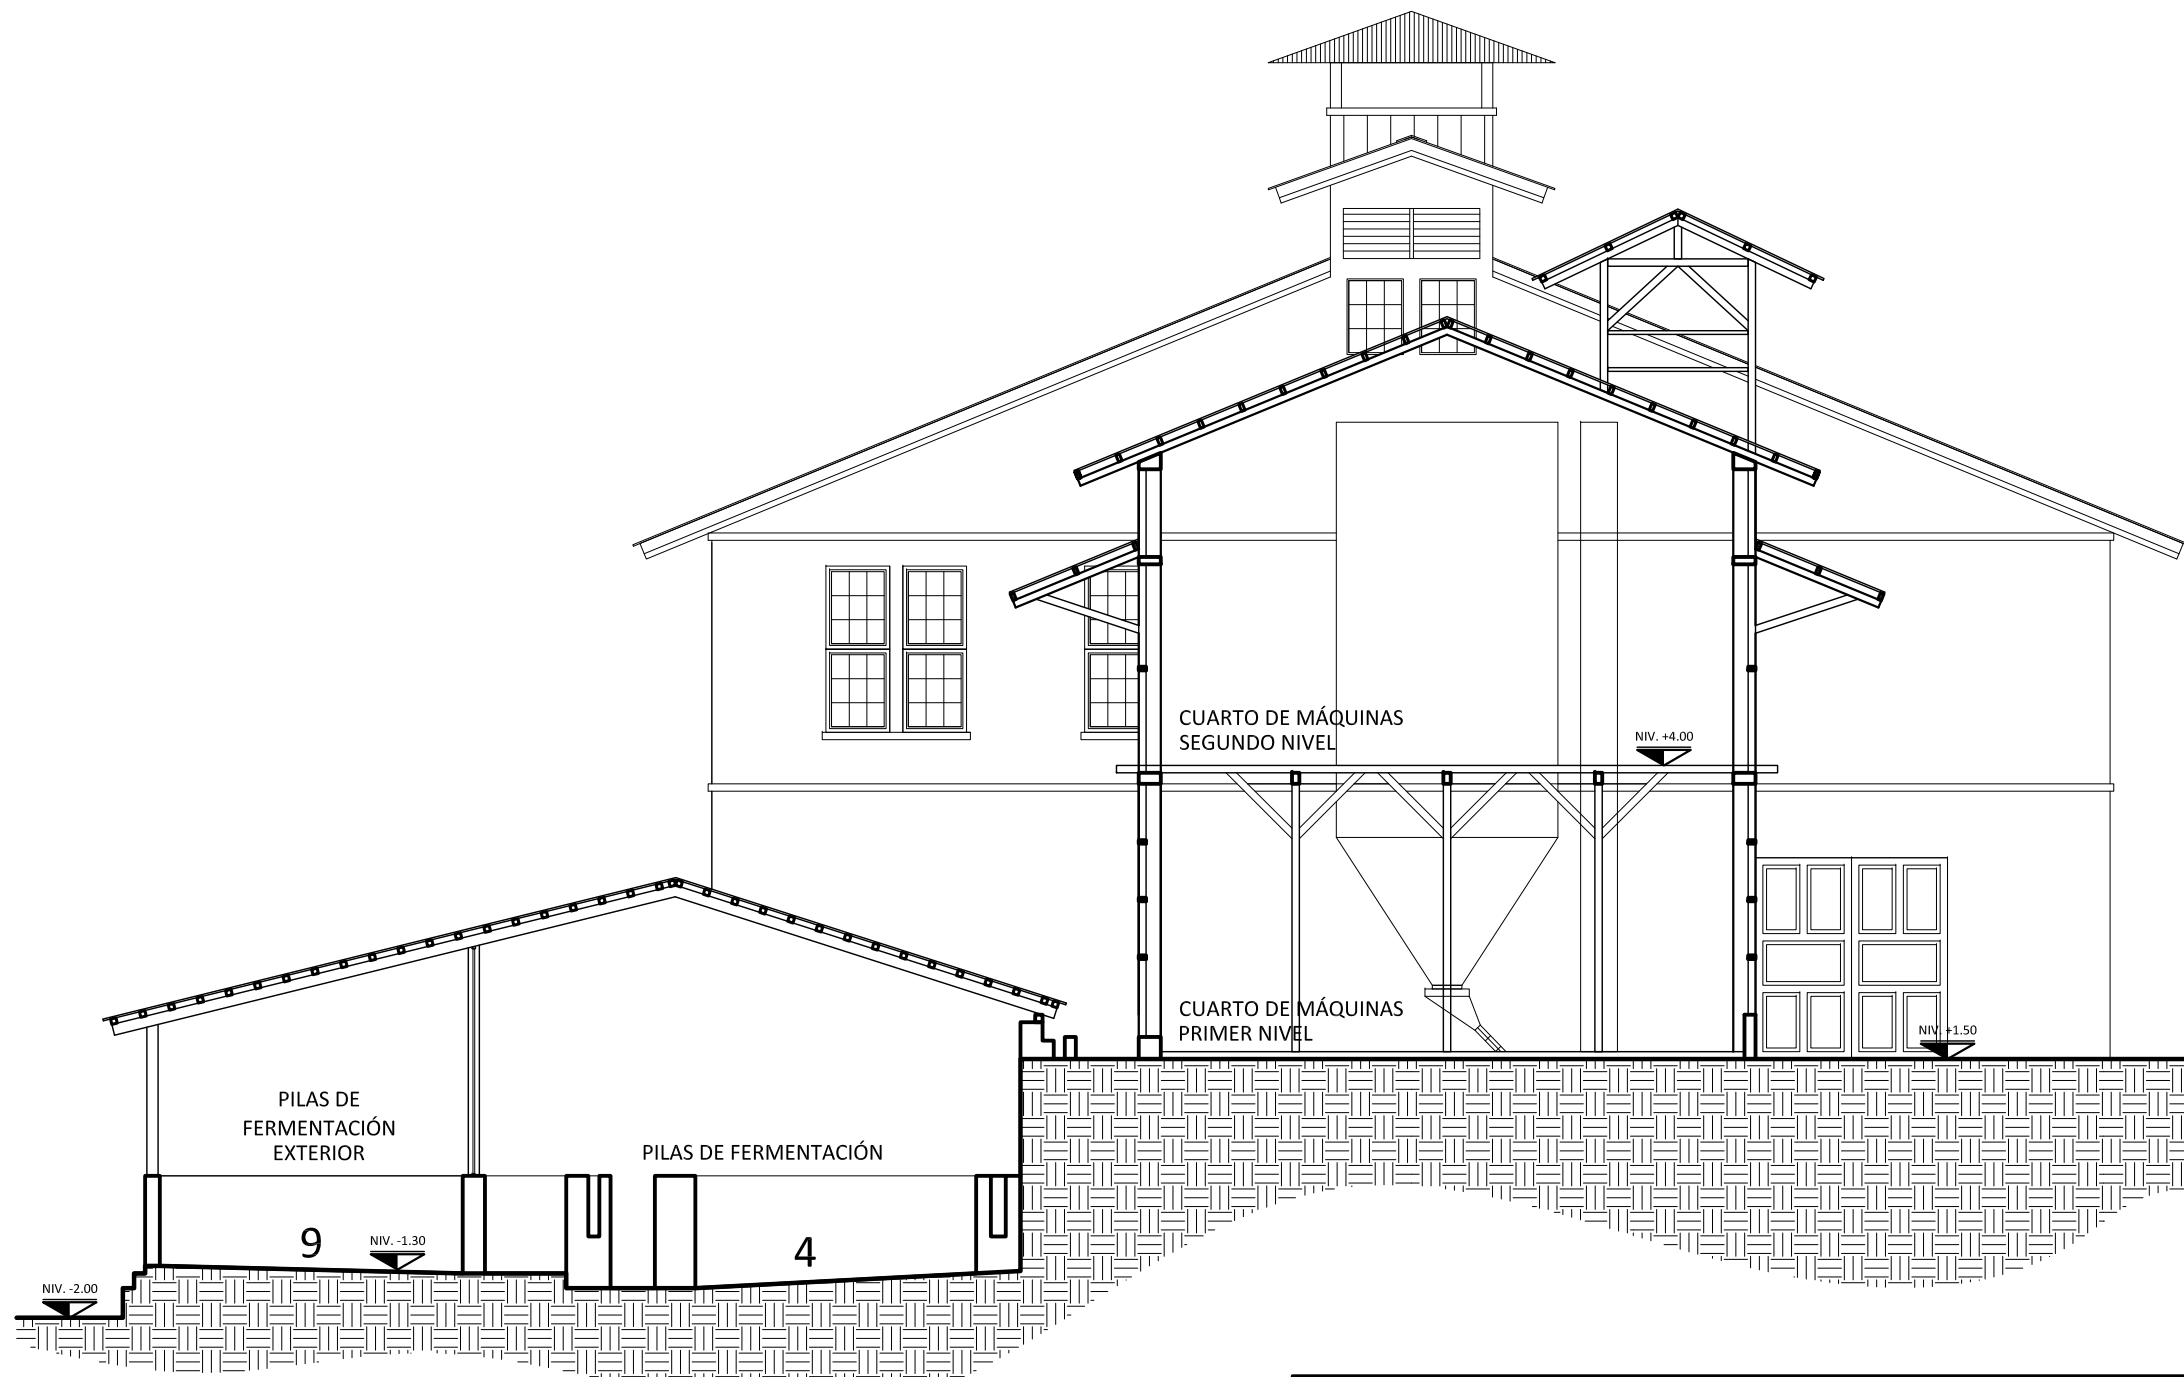 CUARTO DE MÁQUINAS
SEGUNDO NIVEL
NIV. +4.00
CUARTO DE MÁQUINAS
PRIMER NIVEL
NIV. +1.50
PILAS DE
FERMENTACIÓN
EXTERIOR
PILAS DE FERMENTACIÓN
9
NIV. -1.30
4
NIV. -2.00